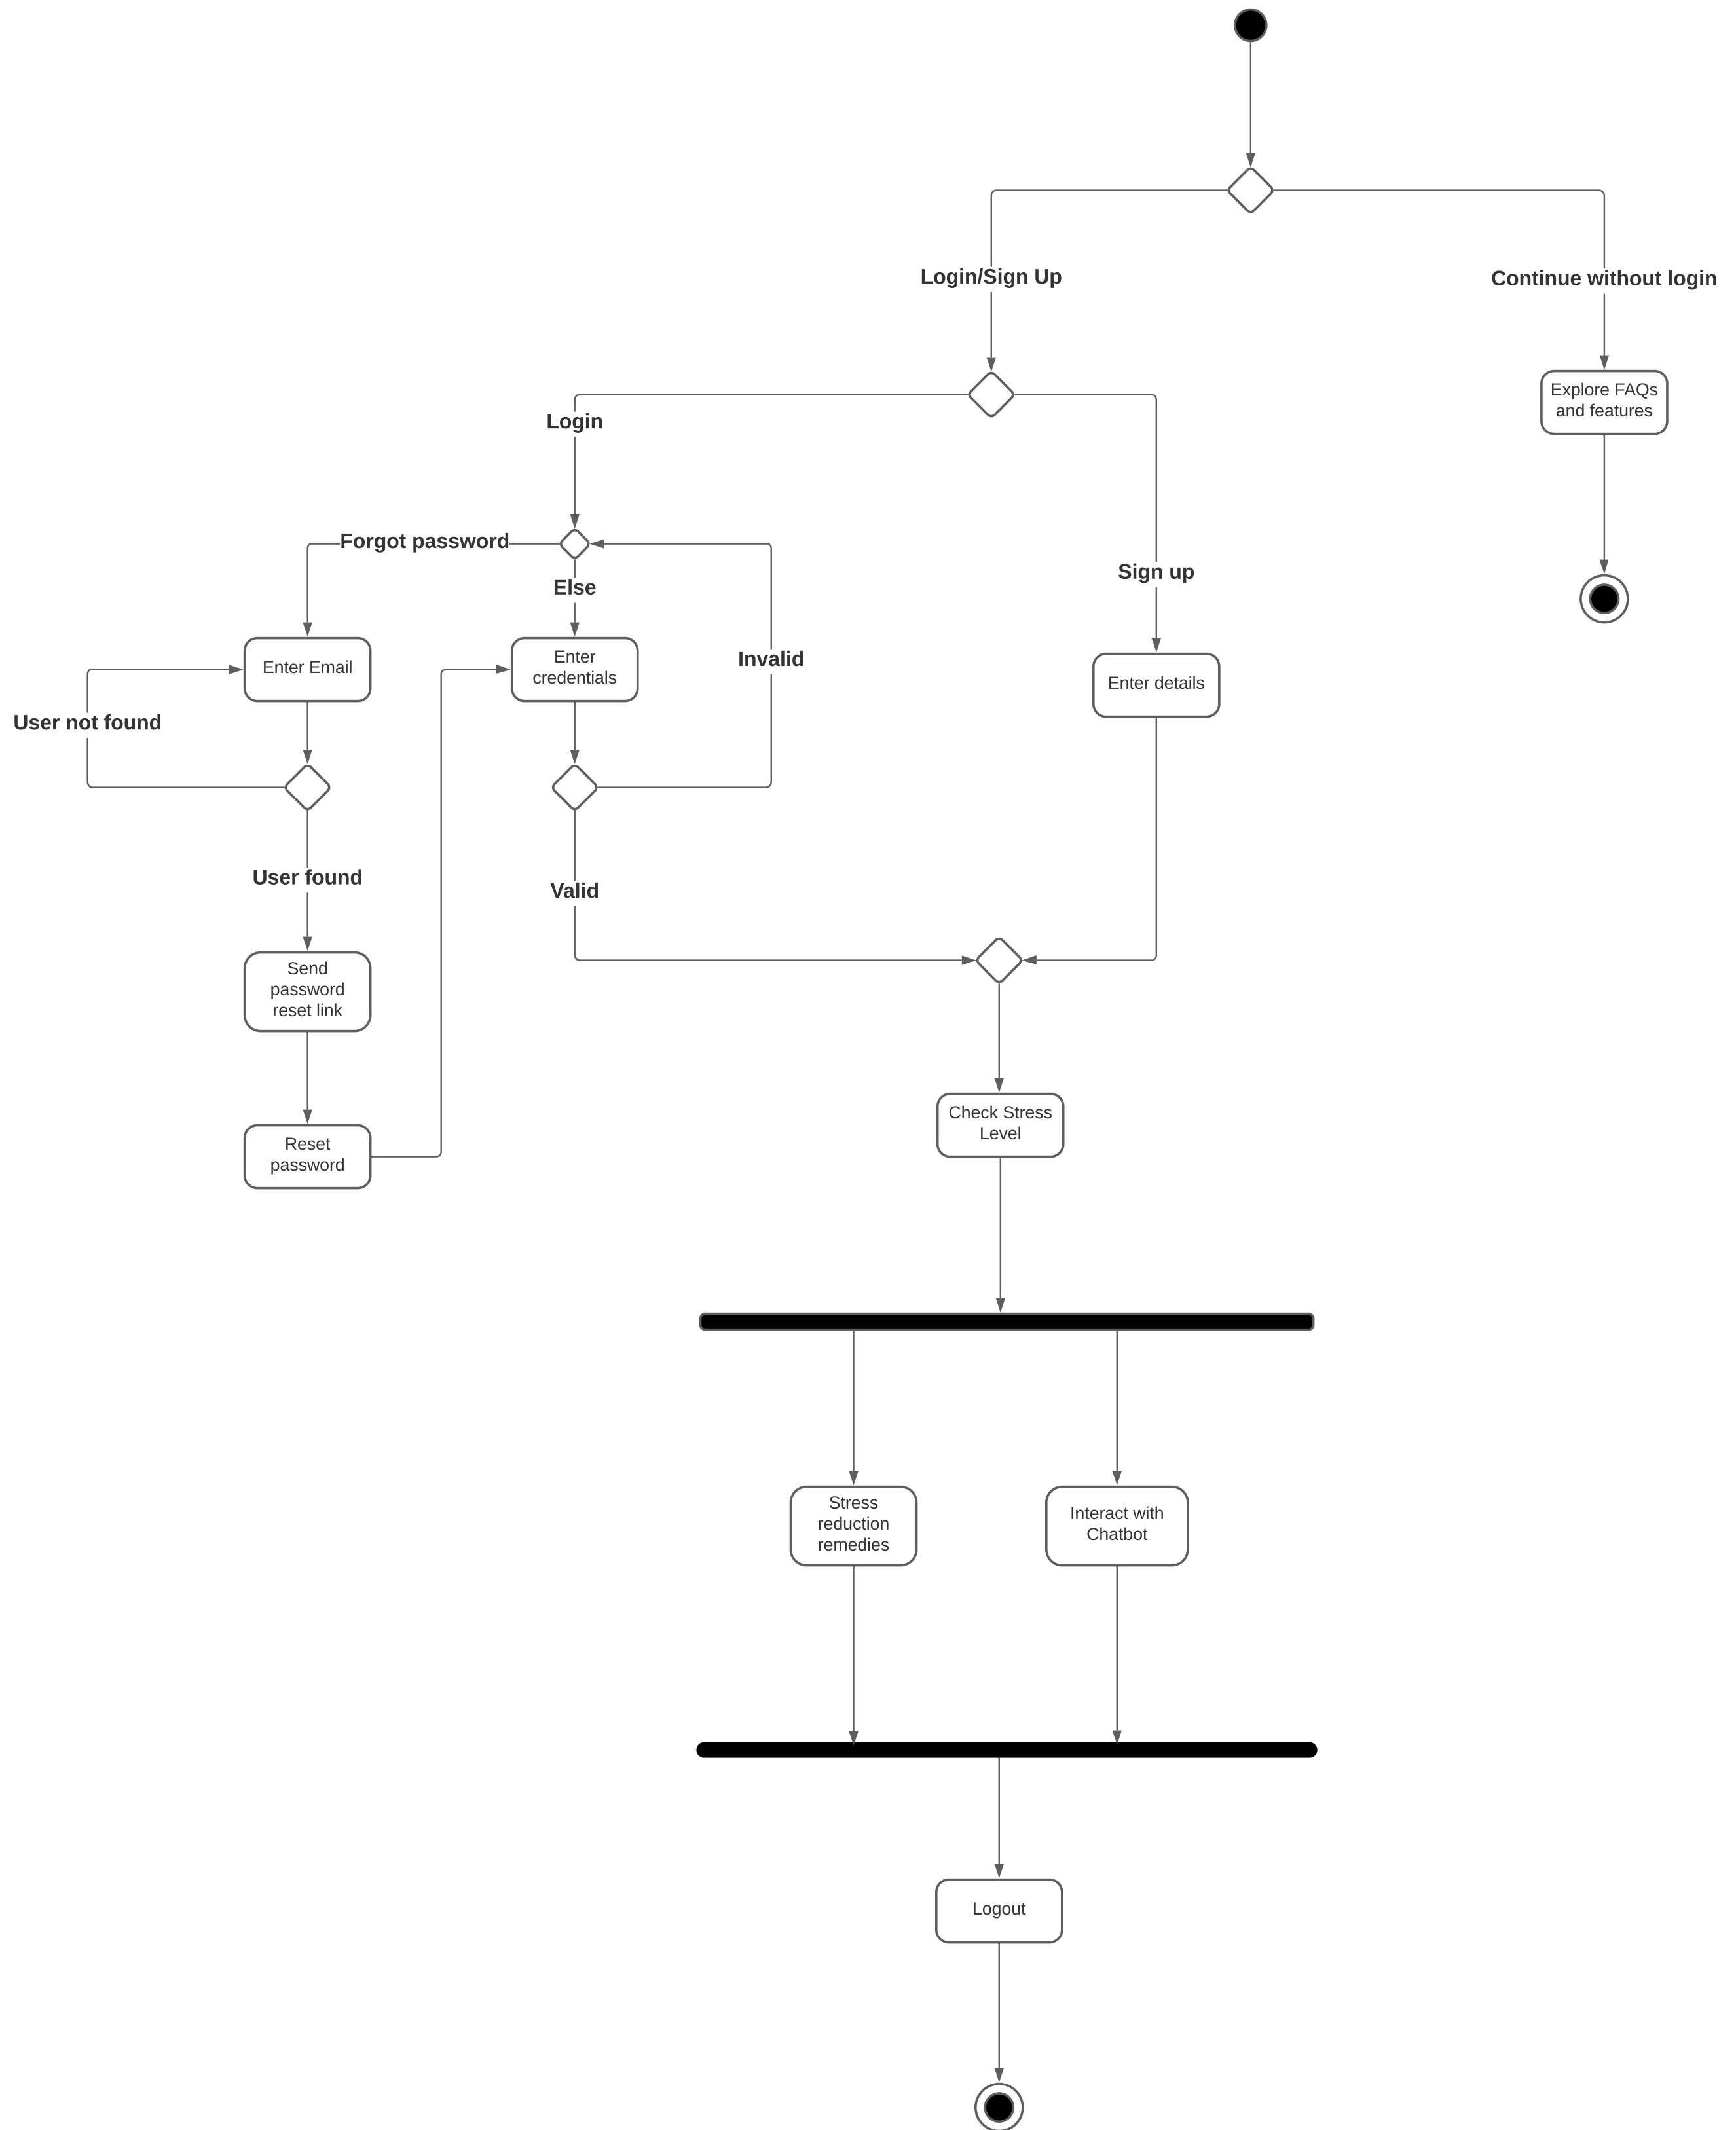 Login/Sign Up
Continue without login
Explore FAQs
and features
Login
Forgot password
Else
Sign up
Enter Email
Enter
credentials
Invalid
Enter details
User not found
User found
Valid
Send
password
reset link
Check Stress
Level
Reset
password
Stress
reduction
remedies
Interact with
Chatbot
Logout